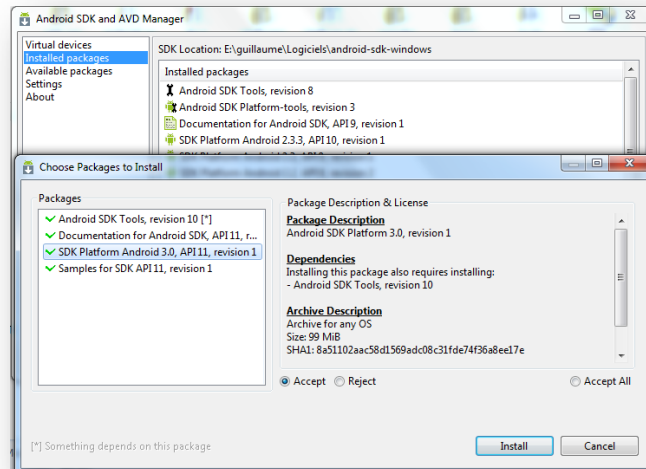 Android SDK and AVD Manager
Virtual devices
Installed packages
Available packages
Settings
About
SDK Location: E:\guillaume\Logiciels\android-sdk-windows
Installed packages
Android SDK Tools, revision 8
Android SDK Platform-tools, revision 3
Documentation for Android SDK, API 9, revision 1
SDK Platform Android 2.3.3, API 10, revision 1
Choose Packages to Install
Packages
Android SDK Tools, revision 10 [*]
Documentation for Android SDK, API 11, r...
SDK Platform Android 3.0, API 11, revision 1
Samples for SDK API 11, revision 1
Package Description & License
Package Description
Android SDK Platform 3.0, revision 1
Dependencies
Installing this package also requires installing:
- Android SDK Tools, revision 10
Archive Description
Archive for any OS
Size: 99 MiB
SHA1: 8a51102aac58d1569adc08c31fde74f36a8ee17e
Accept
Reject
Accept All
[*] Something depends on this package
Install
Cancel